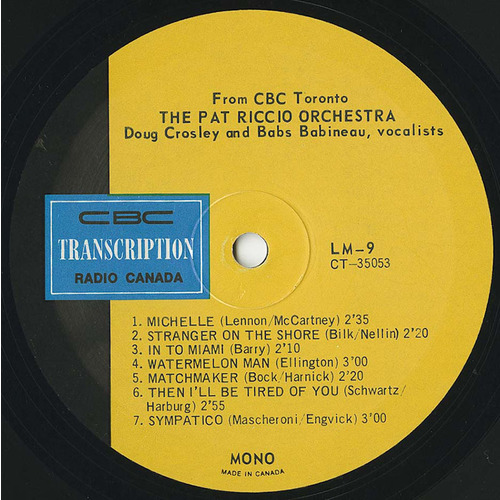 From CBC Toronto
THE PAT RICCIO ORCHESTRA
Doug Crosley and Babs Babineau, vocalists
CBC
TRANSCRIPTION
RADIO CANADA
LM-9
CT-35053
1. MICHELLE (Lennon/McCartney) 2'35
2. STRANGER ON THE SHORE (Bilk/Nellin) 2'20
3. IN TO MIAMI (Barry) 2'10
4. WATERMELON MAN (Ellington) 3'00
5. MATCHMAKER (Bock/Harnick) 2'20
6. THEN I'LL BE TIRED OF YOU (Schwartz/
Harburg) 2'55
7. SYMPATICO (Mascheroni/Engvick) 3'00
MONO
MADE IN CANADA